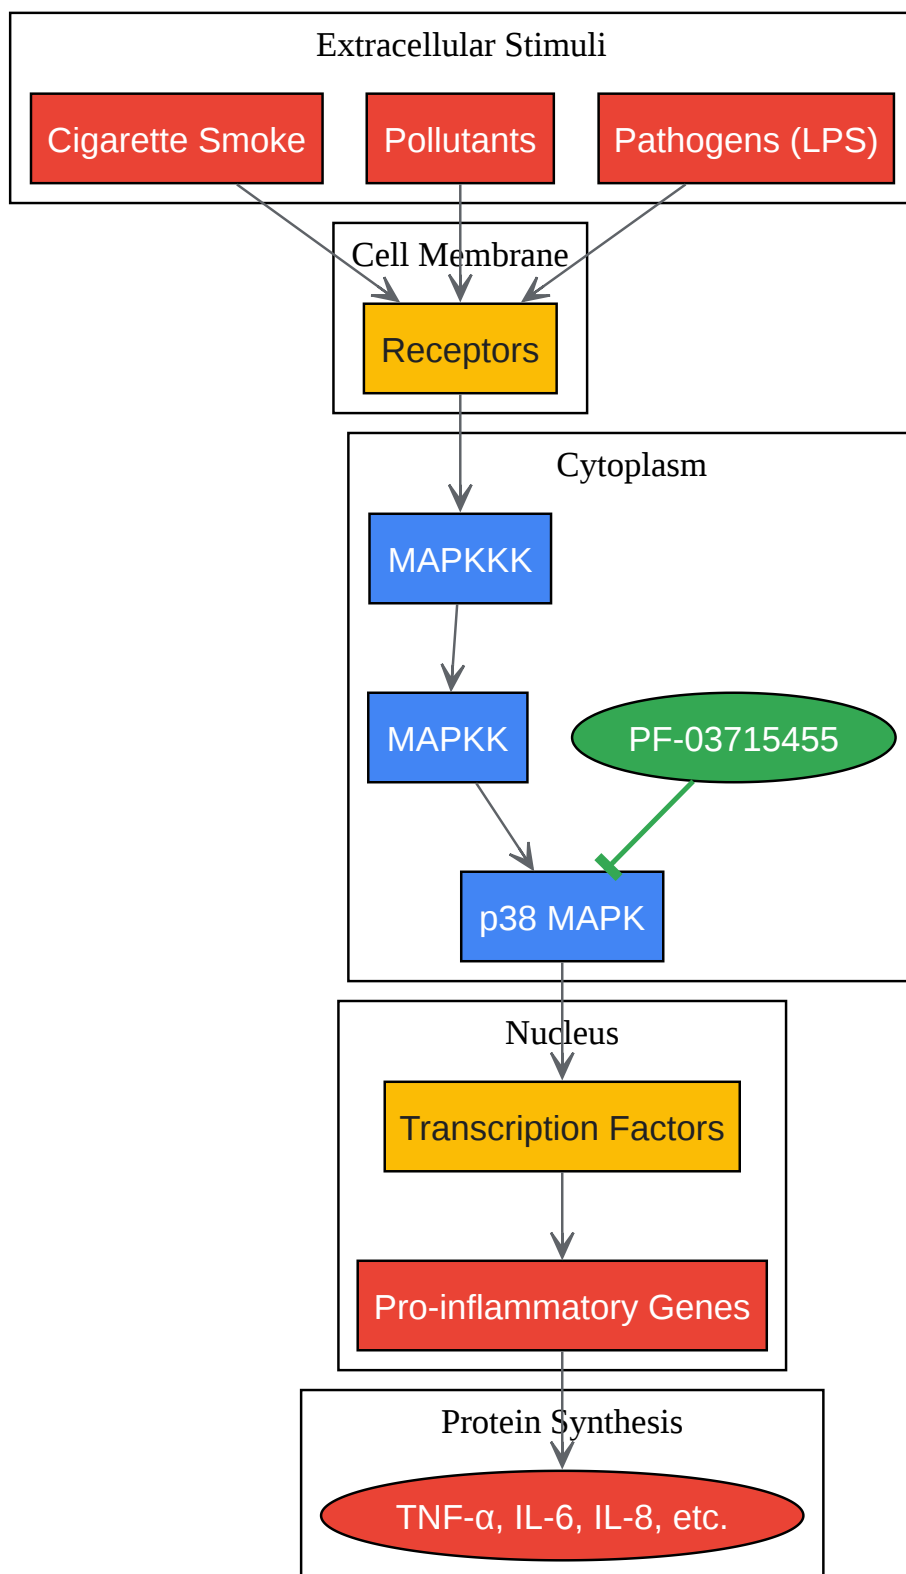 Extracellular Stimuli
Cigarette Smoke
Pollutants
Pathogens (LPS)
Cell Membrane
Receptors
Cytoplasm
MAPKKK
MAPKK
PF-03715455
p38 MAPK
Nucleus
Transcription Factors
Pro-inflammatory Genes
Protein Synthesis
TNF-α, IL-6, IL-8, etc.